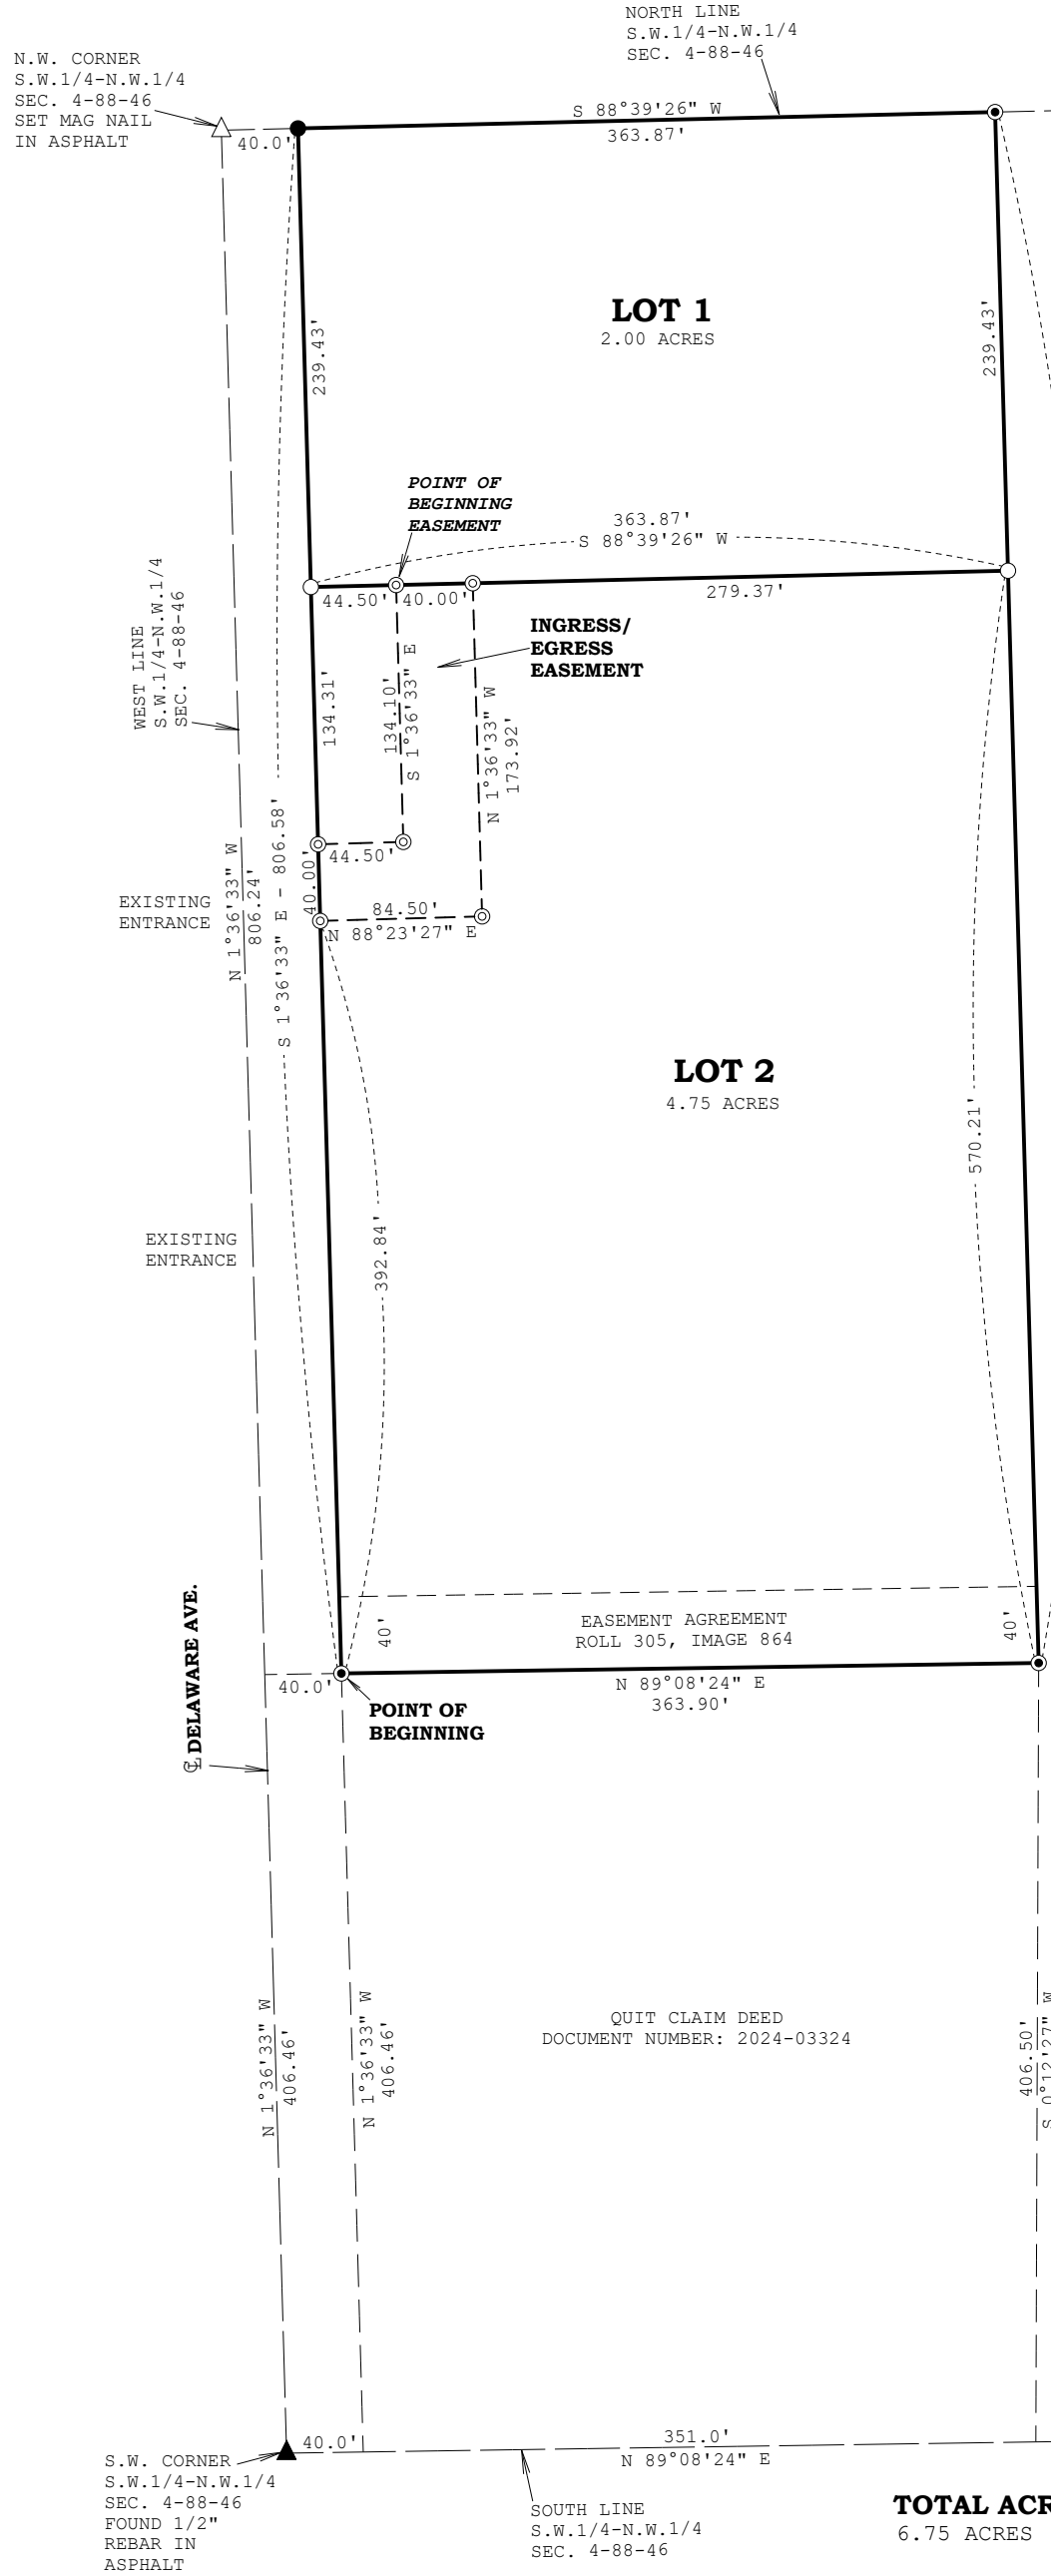 NORTH LINE
S.W.1/4-N.W.1/4
SEC. 4-88-46
N.W. CORNER
S.W.1/4-N.W.1/4
SEC. 4-88-46
SET MAG NAIL
IN ASPHALT
40.0'
S 88°39'26" W
363.87'
LOT 1
2.00 ACRES
239.43'
239.43'
POINT OF
BEGINNING
EASEMENT
363.87'
S 88°39'26" W
44.50'
40.00'
279.37'
INGRESS/
EGRESS
EASEMENT
WEST LINE
S.W.1/4-N.W.1/4
SEC. 4-88-46
134.31'
134.10'
S 1°36'33" E
N 1°36'33" W
173.92'
44.50'
40.00'
84.50'
N 88°23'27" E
S 1°36'33" E - 806.58'
N 1°36'33" W
806.24'
EXISTING
ENTRANCE
LOT 2
4.75 ACRES
570.21'
392.84'
EXISTING
ENTRANCE
EASEMENT AGREEMENT
ROLL 305, IMAGE 864
40'
40'
℄ DELAWARE AVE.
40.0'
POINT OF
BEGINNING
N 89°08'24" E
363.90'
N 1°36'33" W
406.46'
N 1°36'33" W
406.46'
QUIT CLAIM DEED
DOCUMENT NUMBER: 2024-03324
406.50'
S 0°12'27" W
40.0'
351.0'
N 89°08'24" E
S.W. CORNER
S.W.1/4-N.W.1/4
SEC. 4-88-46
FOUND 1/2"
REBAR IN
ASPHALT
SOUTH LINE
S.W.1/4-N.W.1/4
SEC. 4-88-46
TOTAL ACR
6.75 ACRES